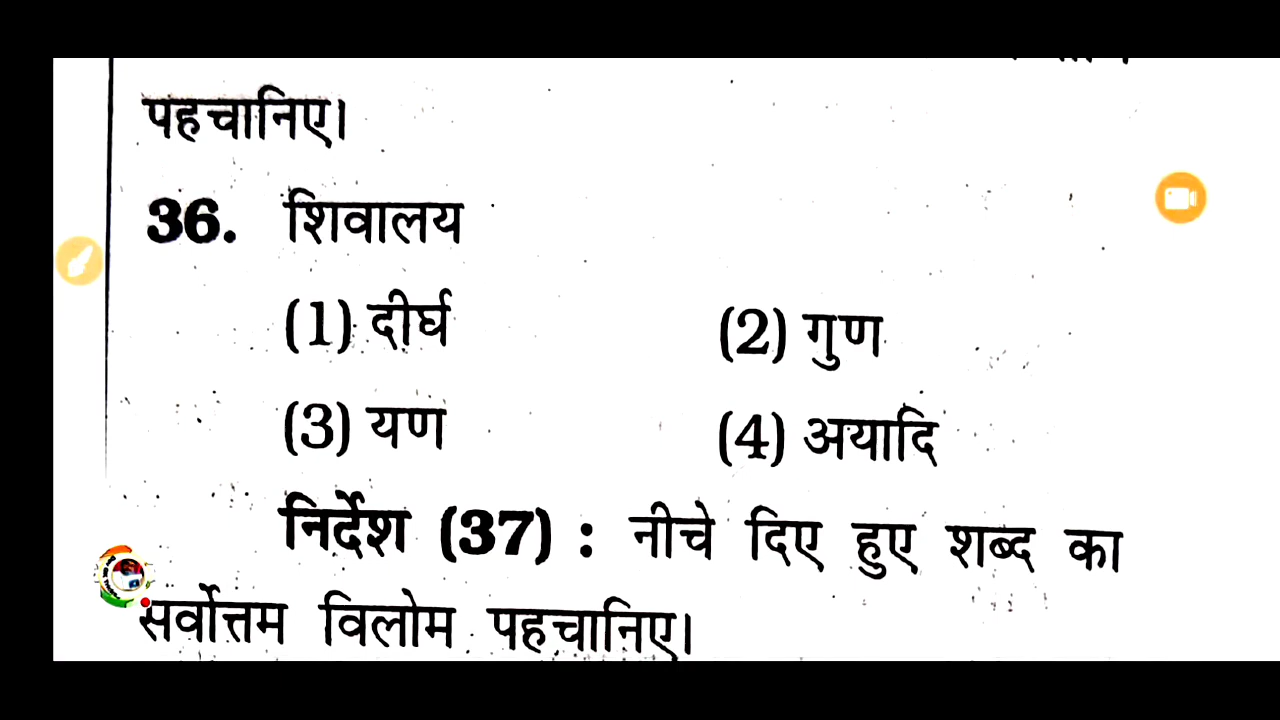 पहचानिए।
36. शिवालय
(1) दीर्घ (2) गुण
(3) यण (4) अयादि
निर्देश (37) : नीचे दिए हुए शब्द का
सर्वोत्तम विलोम पहचानिए।